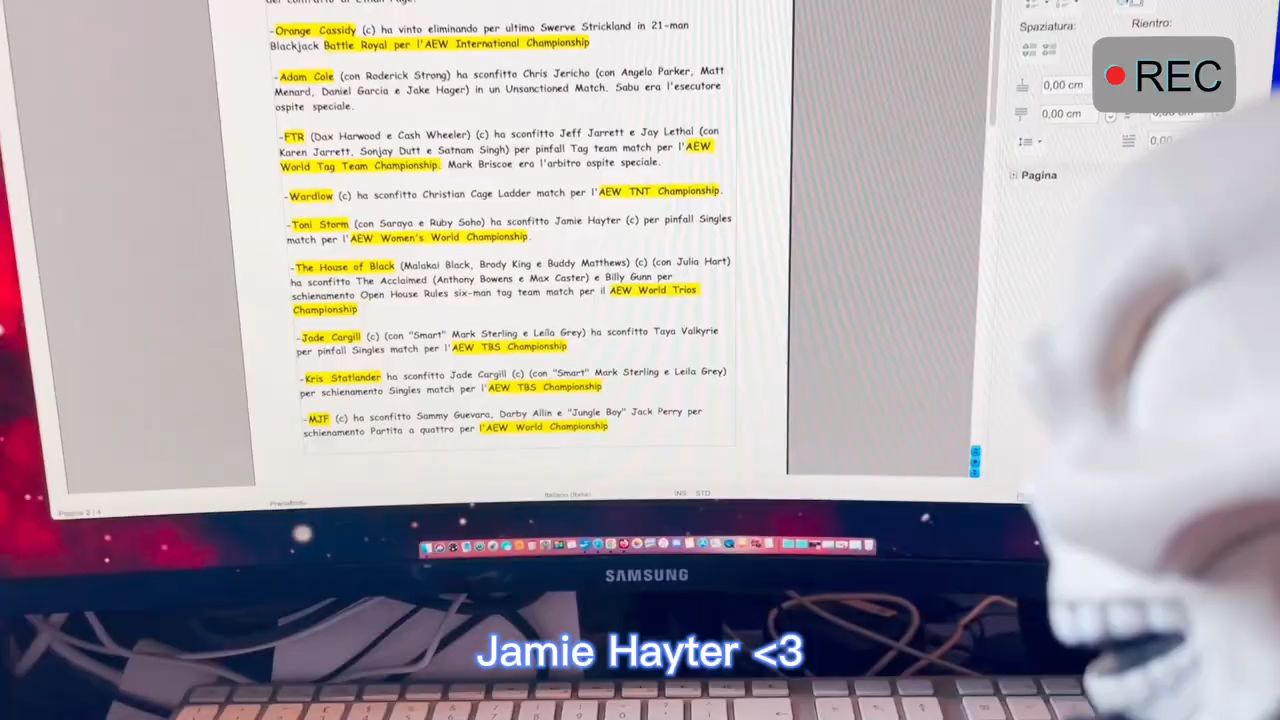 -Orange Cassidy (c) ha vinto eliminando per ultimo Swerve Strickland in 21-man
Blackjack Battle Royal per l'AEW International Championship
-Adam Cole (con Roderick Strong) ha sconfitto Chris Jericho (con Angelo Parker, Matt
Menard, Daniel Garcia e Jake Hager) in un Unsanctioned Match. Sabu era l'esecutore
ospite speciale.
-FTR (Dax Harwood e Cash Wheeler) (c) ha sconfitto Jeff Jarrett e Jay Lethal (con
Karen Jarrett, Sonjay Dutt e Satnam Singh) per pinfall Tag team match per l'AEW
World Tag Team Championship. Mark Briscoe era l'arbitro ospite speciale.
-Wardlow (c) ha sconfitto Christian Cage Ladder match per l'AEW TNT Championship.
-Toni Storm (con Saraya e Ruby Soho) ha sconfitto Jamie Hayter (c) per pinfall Singles
match per l'AEW Women's World Championship.
-The House of Black (Malakai Black, Brody King e Buddy Matthews) (c) (con Julia Hart)
ha sconfitto The Acclaimed (Anthony Bowens e Max Caster) e Billy Gunn per
schienamento Open House Rules six-man tag team match per il AEW World Trios
Championship
-Jade Cargill (c) (con "Smart" Mark Sterling e Leila Grey) ha sconfitto Taya Valkyrie
per pinfall Singles match per l'AEW TBS Championship
-Kris Statlander ha sconfitto Jade Cargill (c) (con "Smart" Mark Sterling e Leila Grey)
per schienamento Singles match per l'AEW TBS Championship
-MJF (c) ha sconfitto Sammy Guevara, Darby Allin e "Jungle Boy" Jack Perry per
schienamento Partita a quattro per l'AEW World Championship
Spaziatura: Rientro:
REC
0,00 cm
0,00 cm
0,00
Pagina
Italiano (Italia) INS STD
Pagina 2 | 4
SAMSUNG
Jamie Hayter <3